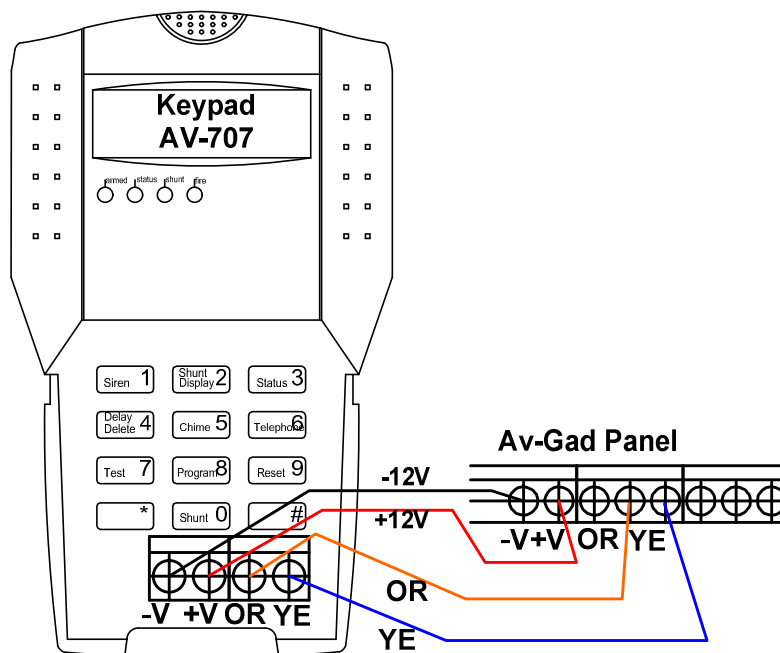 Keypad
AV-707
armed status shunt fire
Siren 1
Shunt
Display 2
Status 3
Delay
Delete 4
Chime 5
Telephone 6
Test 7
Program 8
Reset 9
*
Shunt 0
#
Av-Gad Panel
-12V
+12V
-V +V OR YE
-V +V OR YE
OR
YE